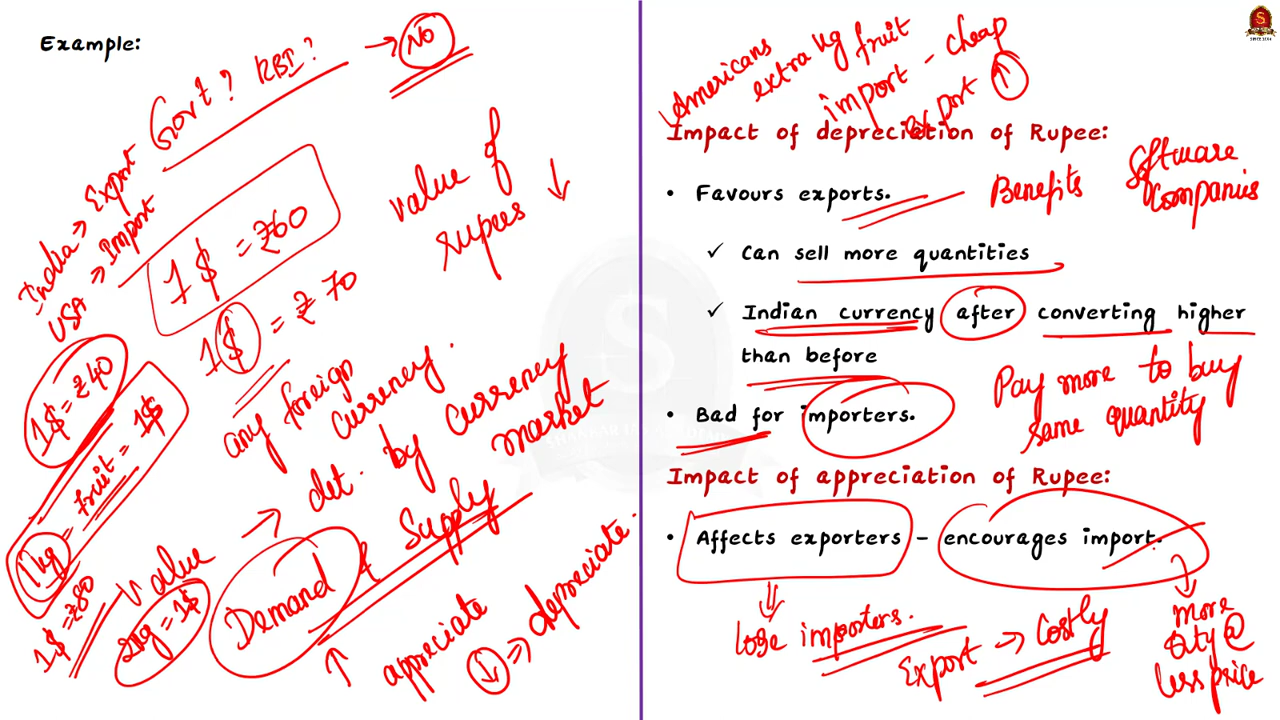 Example:
Govt? RBI? → No
India → Export
USA → Import
1$ = ₹60
1$ = ₹70
value of
rupees ↓
1$ = ₹40
1kg = fruit = 1$
any foreign
currency.
→ det. by currency
market
Demand & Supply
1$ = ₹80
↓ value
2kg = 1$
↑ appreciate
↓ ⇒ depreciate.
Americans
extra kg fruit
import - cheap
export ↑
Impact of depreciation of Rupee:
• Favours exports.
Benefits Software
Companies
✓ Can sell more quantities
✓ Indian currency after converting higher
than before
• Bad for importers.
Pay more to buy
same quantity
Impact of appreciation of Rupee:
• Affects exporters – encourages import.
lose importers.
Export → Costly
more
Qty @
less price